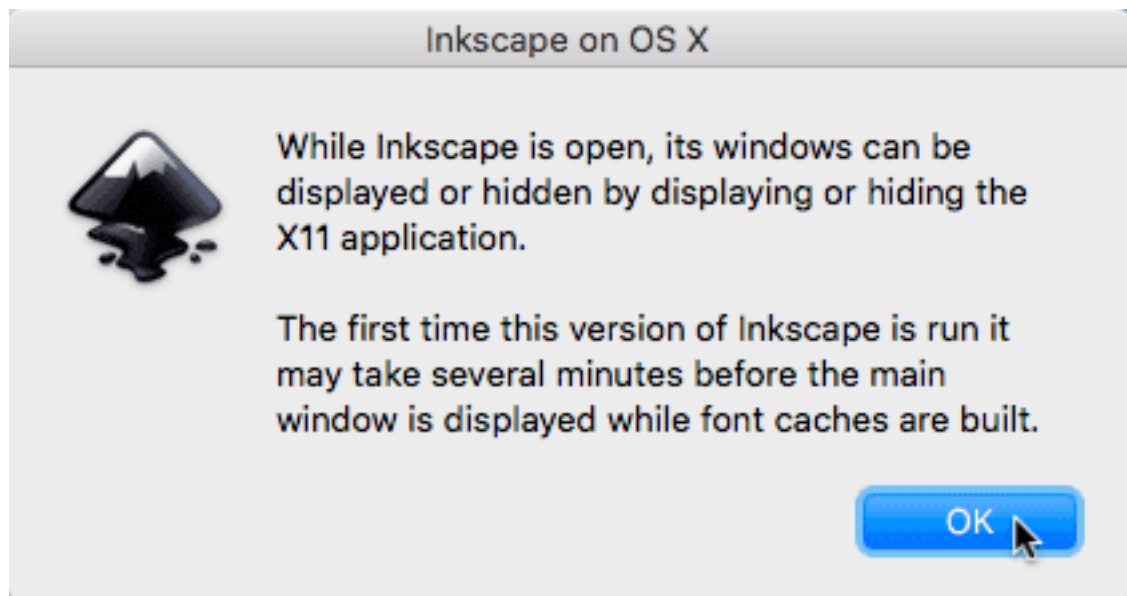 Inkscape on OS X
While Inkscape is open, its windows can be
displayed or hidden by displaying or hiding the
X11 application.
The first time this version of Inkscape is run it
may take several minutes before the main
window is displayed while font caches are built.
OK